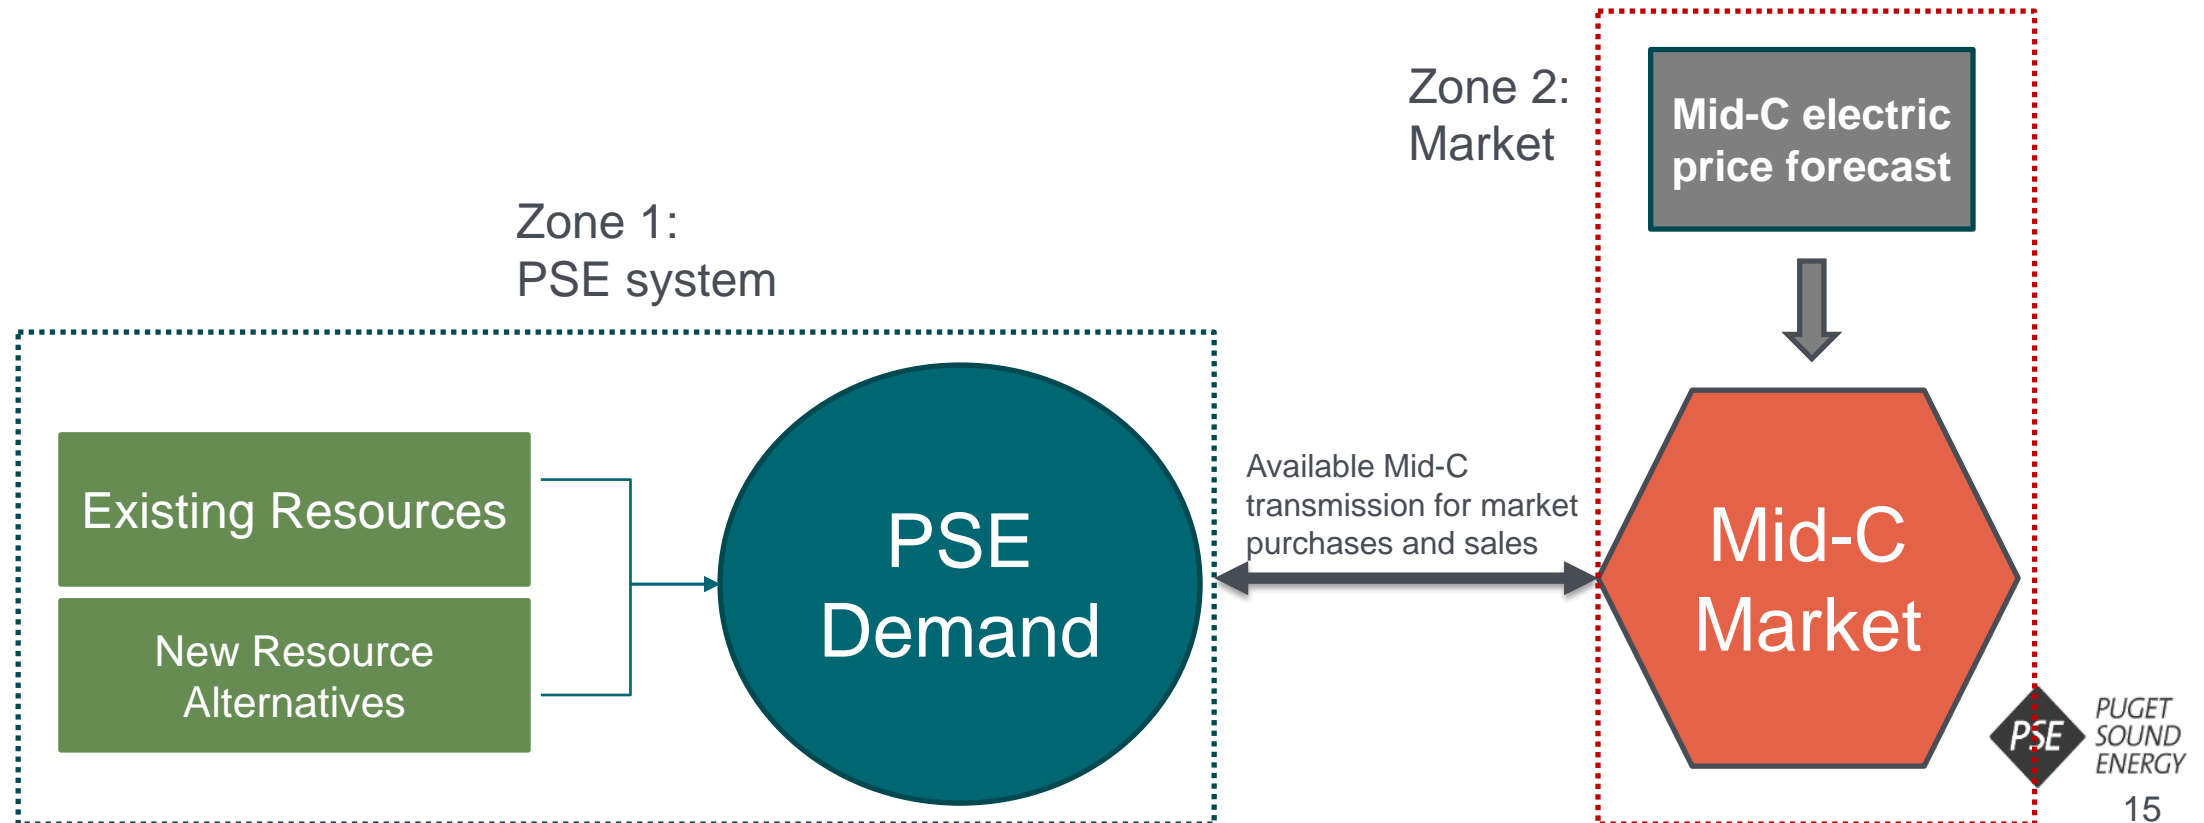 Zone 1:
PSE system
Existing Resources
New Resource
Alternatives
PSE
Demand
Available Mid-C
transmission for market
purchases and sales
Zone 2:
Market
Mid-C electric
price forecast
Mid-C
Market
PSE
PUGET
SOUND
ENERGY
15